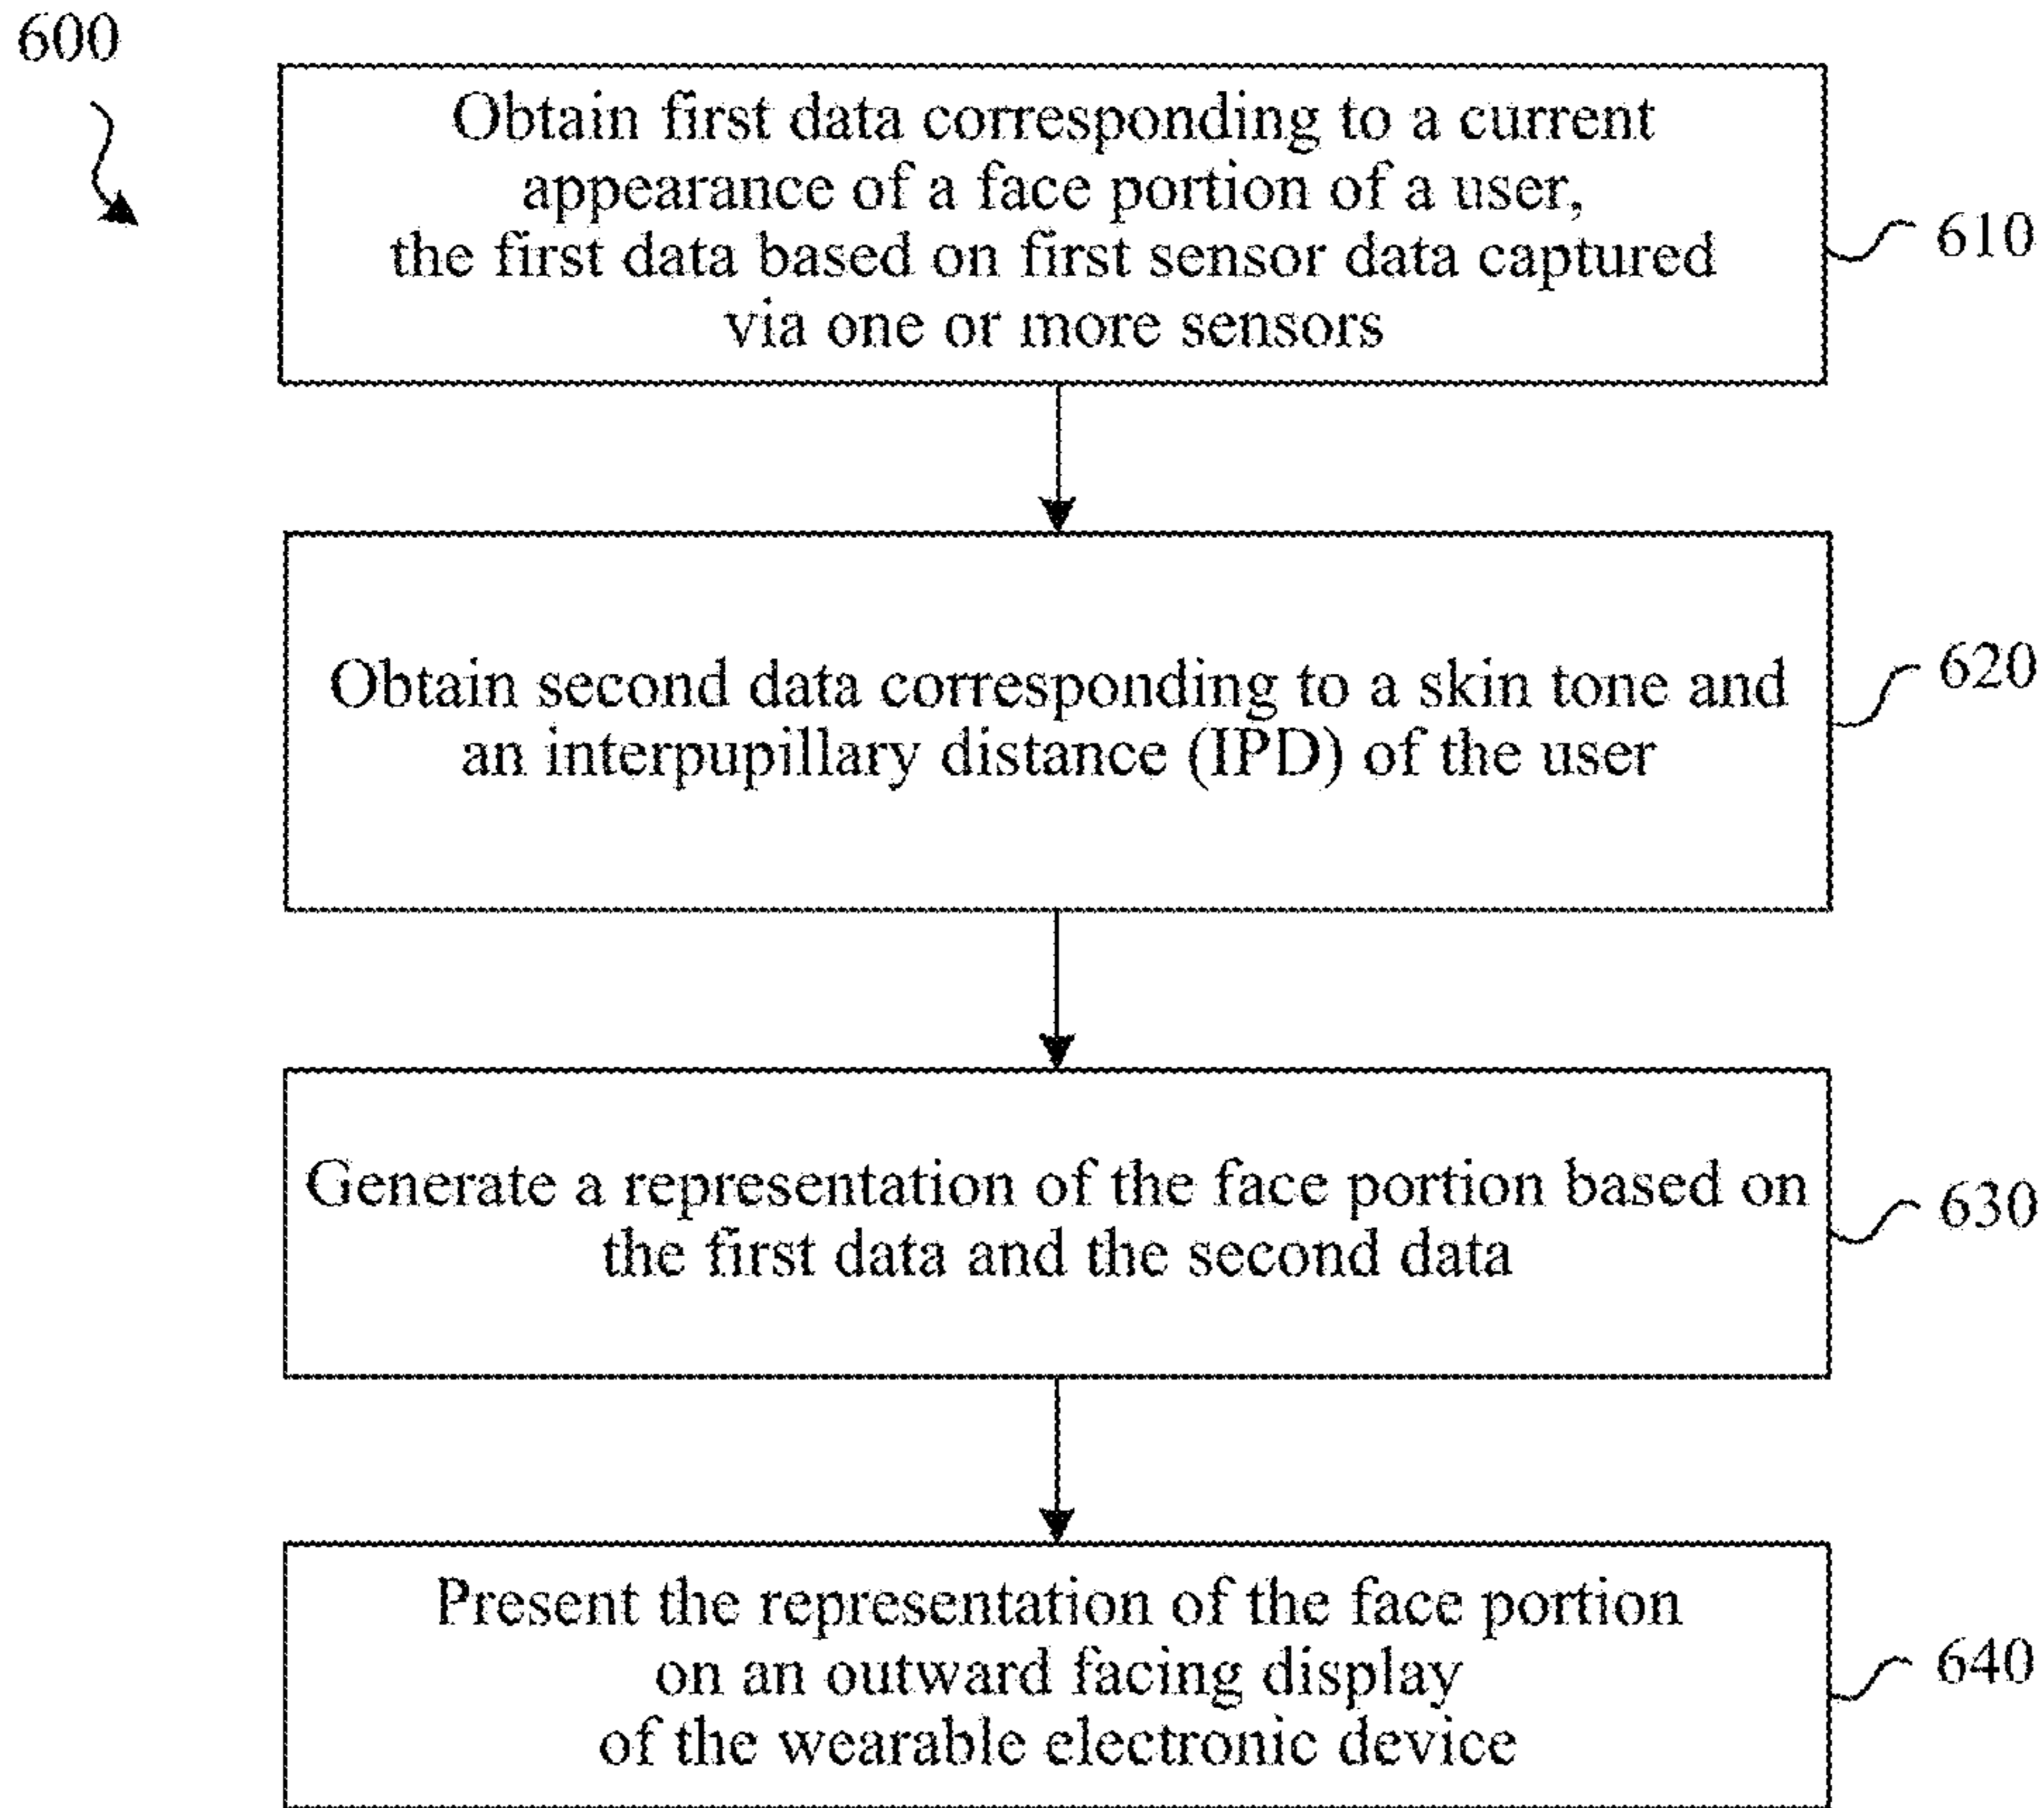 600
Obtain first data corresponding to a current
appearance of a face portion of a user,
the first data based on first sensor data captured
via one or more sensors
610
Obtain second data corresponding to a skin tone and
an interpupillary distance (IPD) of the user
620
Generate a representation of the face portion based on
the first data and the second data
630
Present the representation of the face portion
on an outward facing display
of the wearable electronic device
640